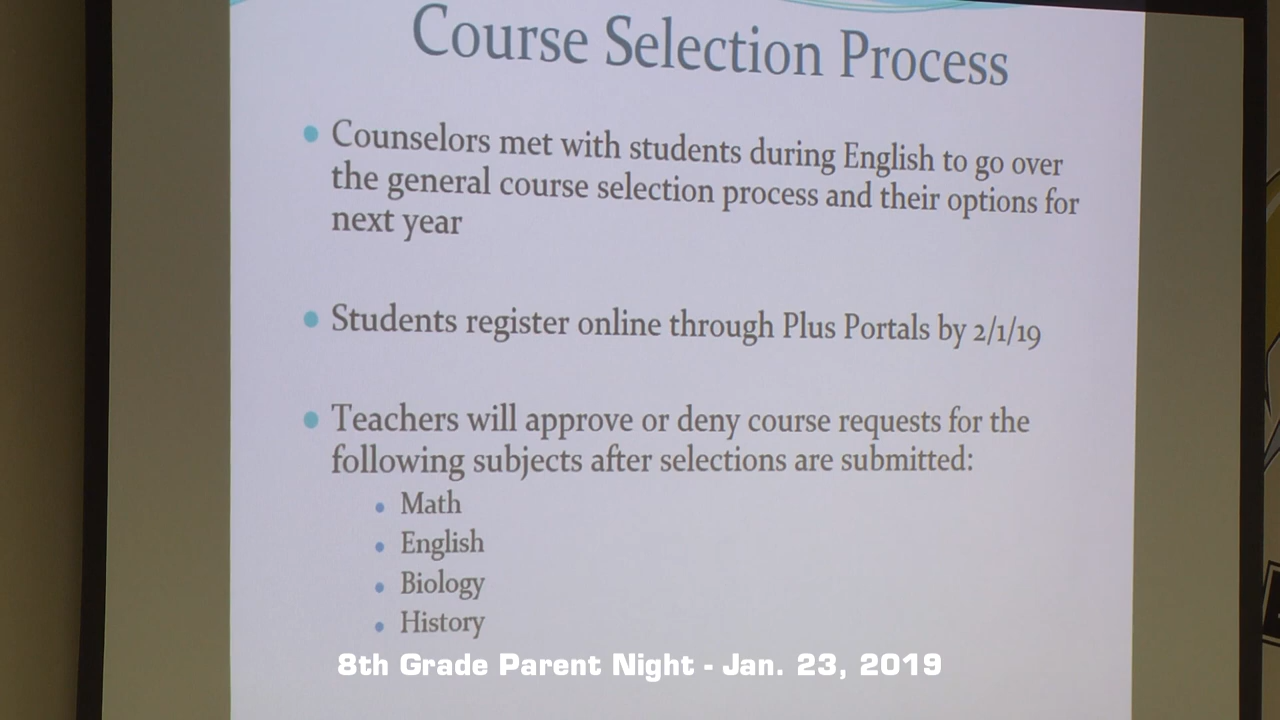 Course Selection Process
Counselors met with students during English to go over
the general course selection process and their options for
next year
Students register online through Plus Portals by 2/1/19
Teachers will approve or deny course requests for the
following subjects after selections are submitted:
Math
English
Biology
History
8th Grade Parent Night - Jan. 23, 2019